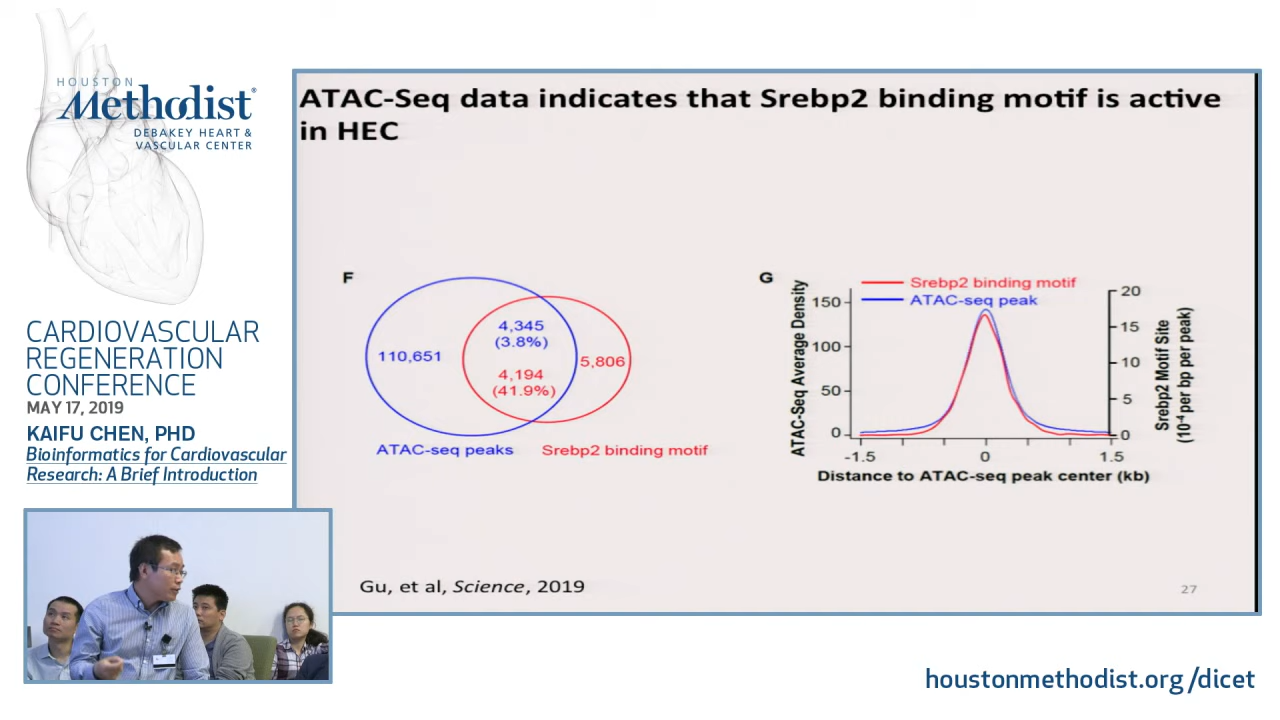 HOUSTON
Methodist®
DEBAKEY HEART &
VASCULAR CENTER
CARDIOVASCULAR
REGENERATION
CONFERENCE
MAY 17, 2019
KAIFU CHEN, PHD
Bioinformatics for Cardiovascular
Research: A Brief Introduction
ATAC-Seq data indicates that Srebp2 binding motif is active
in HEC
F
110,651
4,345
(3.8%)
4,194
(41.9%)
5,806
ATAC-seq peaks
Srebp2 binding motif
G
Srebp2 binding motif
ATAC-seq peak
ATAC-Seq Average Density
150
100
50
0
20
15
10
5
0
Srebp2 Motif Site
(10⁻⁴ per bp per peak)
-1.5
0
1.5
Distance to ATAC-seq peak center (kb)
Gu, et al, Science, 2019
27
houstonmethodist.org/dicet